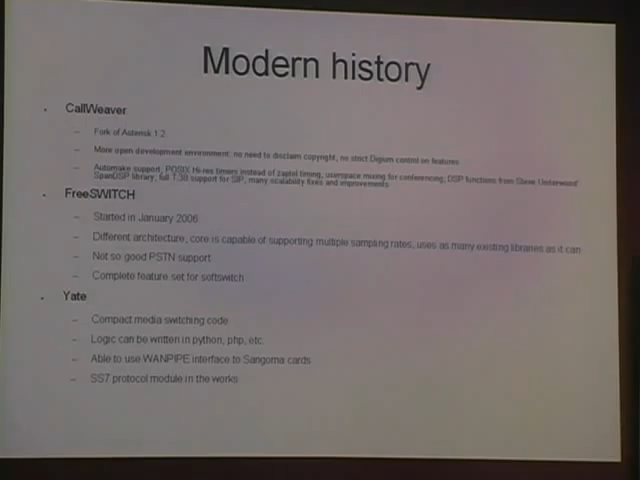 Modern history
• CallWeaver
– Fork of Asterisk 1.2
– More open development environment: no need to disclaim copyright, no strict Digium control on features
– Automake support, POSIX Hi-res timers instead of zaptel timing, userspace mixing for conferencing, DSP functions from Steve Underwood'
SpanDSP library, full T.38 support for SIP, many scalability fixes and improvements
• FreeSWITCH
– Started in January 2006
– Different architecture, core is capable of supporting multiple sampling rates, uses as many existing libraries as it can
– Not so good PSTN support
– Complete feature set for softswitch
• Yate
– Compact media switching code
– Logic can be written in python, php, etc.
– Able to use WANPIPE interface to Sangoma cards
– SS7 protocol module in the works